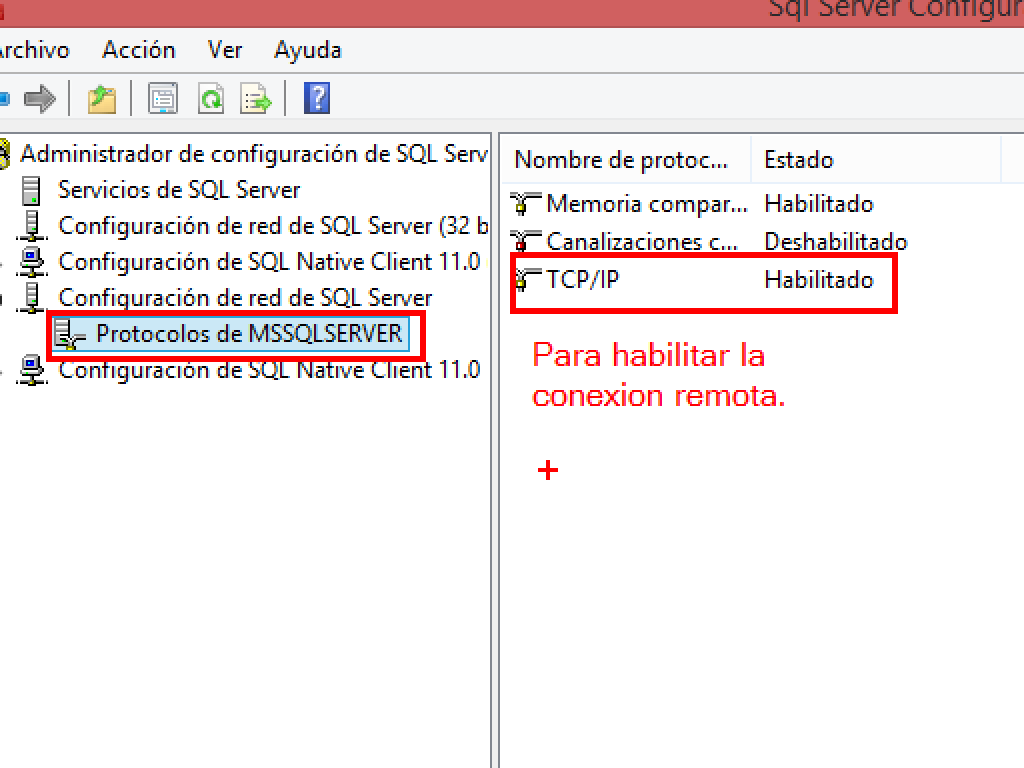 Sql Server Configur
Archivo Acción Ver Ayuda
Administrador de configuración de SQL Serv
Nombre de protoc... Estado
Servicios de SQL Server
Memoria compar... Habilitado
Configuración de red de SQL Server (32 b
Canalizaciones c... Deshabilitado
Configuración de SQL Native Client 11.0
TCP/IP Habilitado
Configuración de red de SQL Server
Protocolos de MSSQLSERVER
Configuración de SQL Native Client 11.0
Para habilitar la
conexion remota.